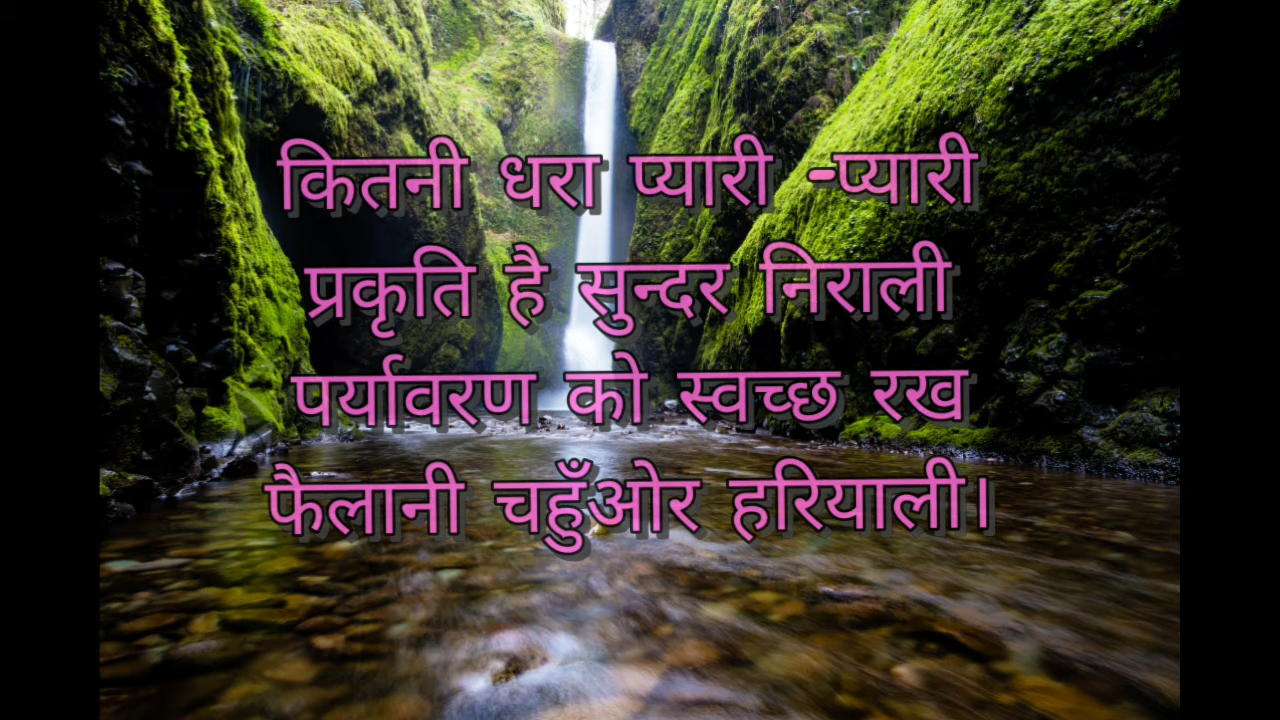 कितनी धरा प्यारी -प्यारी
प्रकृति है सुन्दर निराली
पर्यावरण को स्वच्छ रख
फैलानी चहुँओर हरियाली।